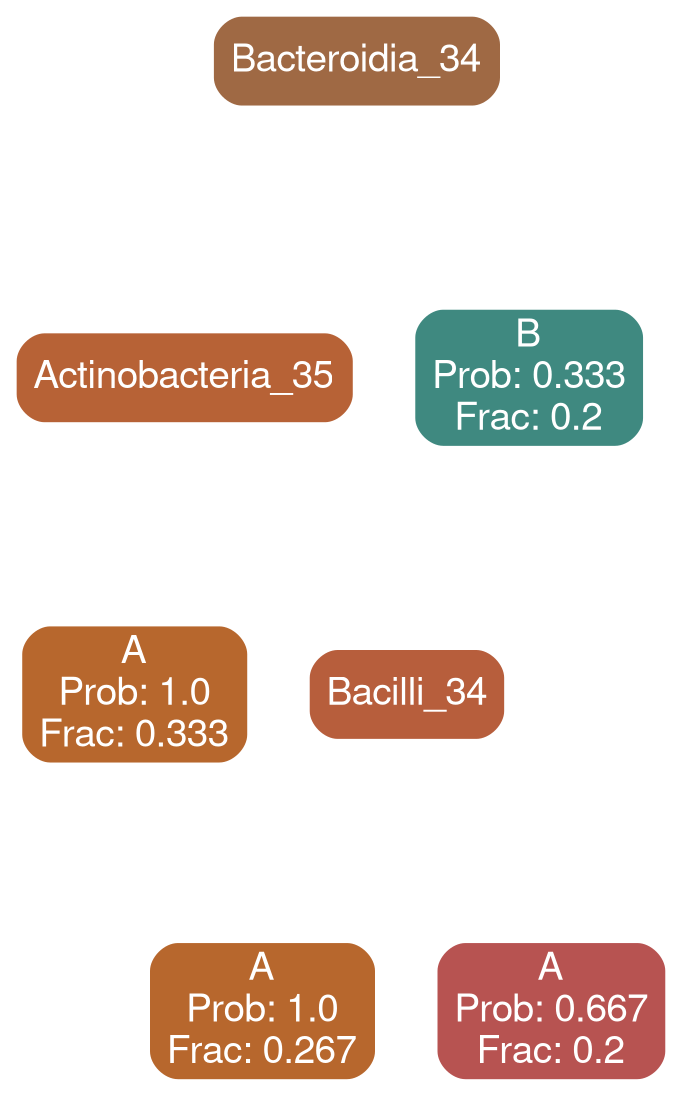 Bacteroidia_34
Actinobacteria_35
B
Prob: 0.333
Frac: 0.2
A
Prob: 1.0
Frac: 0.333
Bacilli_34
A
Prob: 1.0
Frac: 0.267
A
Prob: 0.667
Frac: 0.2